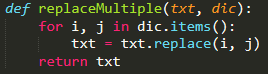 def replaceMultiple(txt, dic):
    for i, j in dic.items():
        txt = txt.replace(i, j)
    return txt